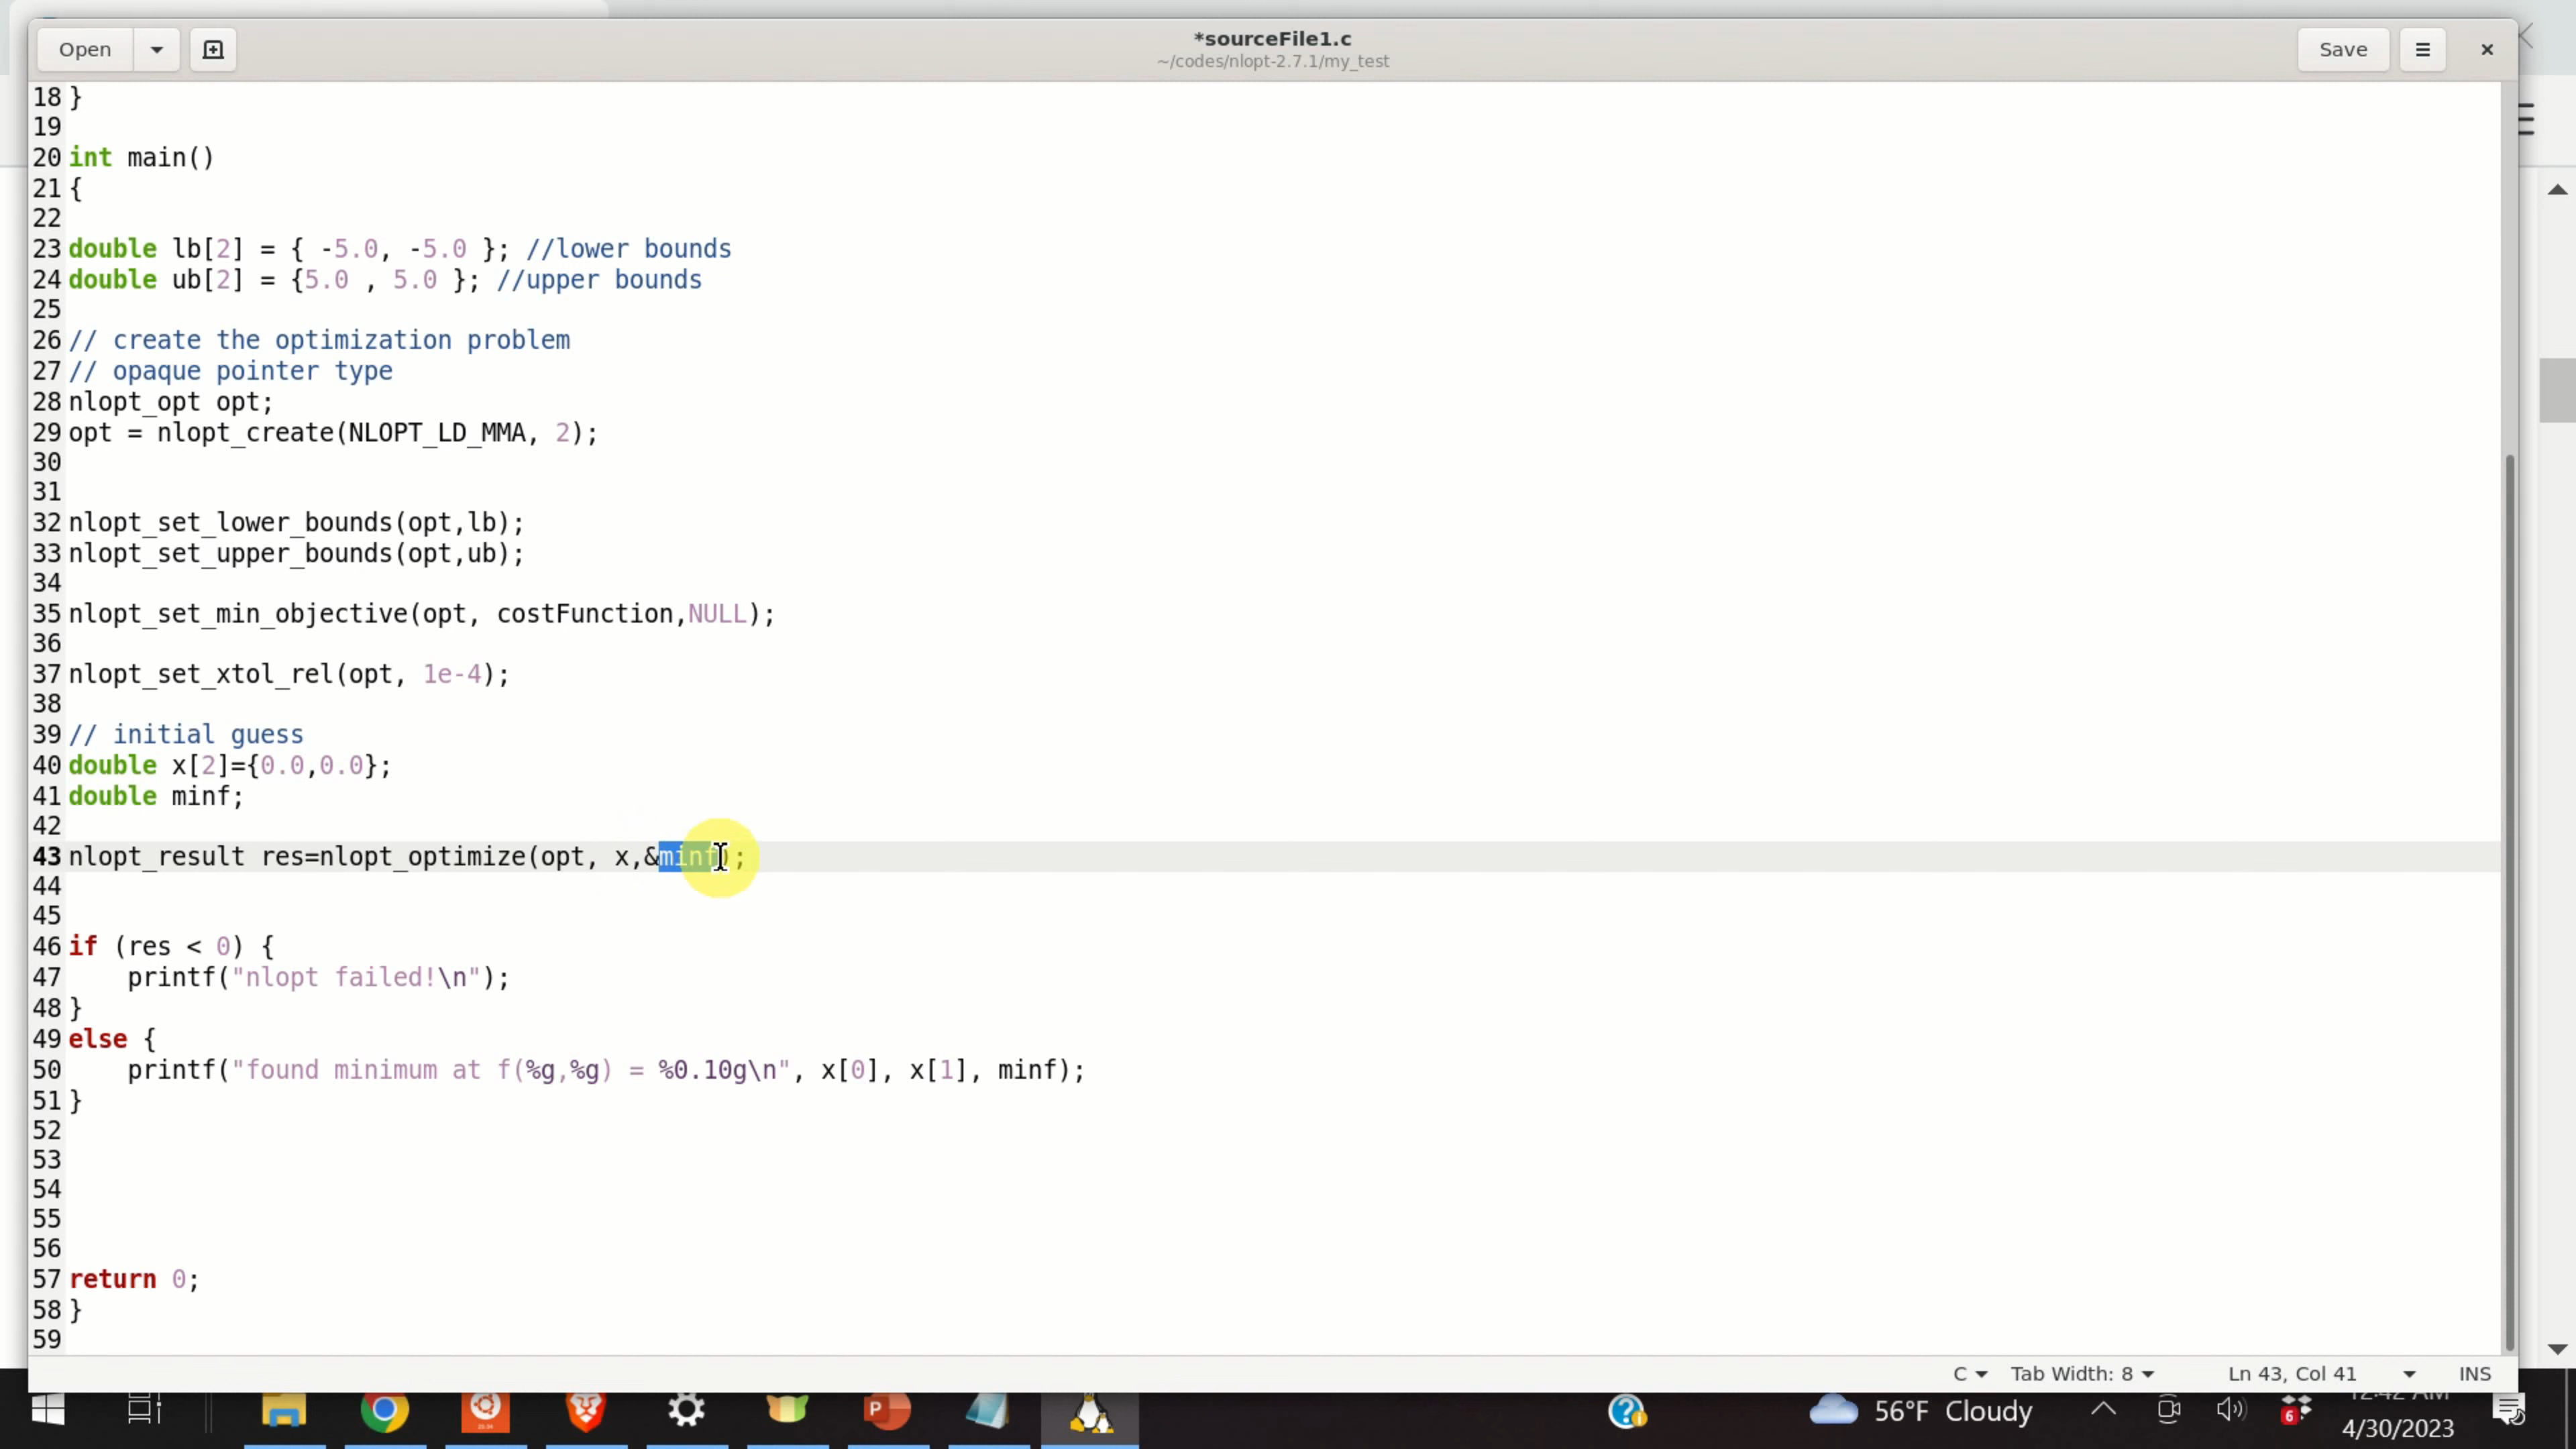 Open
*sourceFile1.c
~/codes/nlopt-2.7.1/my_test
Save
18 }
19
20 int main()
21 {
22
23 double lb[2] = { -5.0, -5.0 }; //lower bounds
24 double ub[2] = {5.0 , 5.0 }; //upper bounds
25
26 // create the optimization problem
27 // opaque pointer type
28 nlopt_opt opt;
29 opt = nlopt_create(NLOPT_LD_MMA, 2);
30
31
32 nlopt_set_lower_bounds(opt,lb);
33 nlopt_set_upper_bounds(opt,ub);
34
35 nlopt_set_min_objective(opt, costFunction,NULL);
36
37 nlopt_set_xtol_rel(opt, 1e-4);
38
39 // initial guess
40 double x[2]={0.0,0.0};
41 double minf;
42
43 nlopt_result res=nlopt_optimize(opt, x,&minf);
44
45
46 if (res < 0) {
47     printf("nlopt failed!\n");
48 }
49 else {
50     printf("found minimum at f(%g,%g) = %0.10g\n", x[0], x[1], minf);
51 }
52
53
54
55
56
57 return 0;
58 }
59
C Tab Width: 8 Ln 43, Col 41 INS
56°F Cloudy
6
12:42 AM
4/30/2023